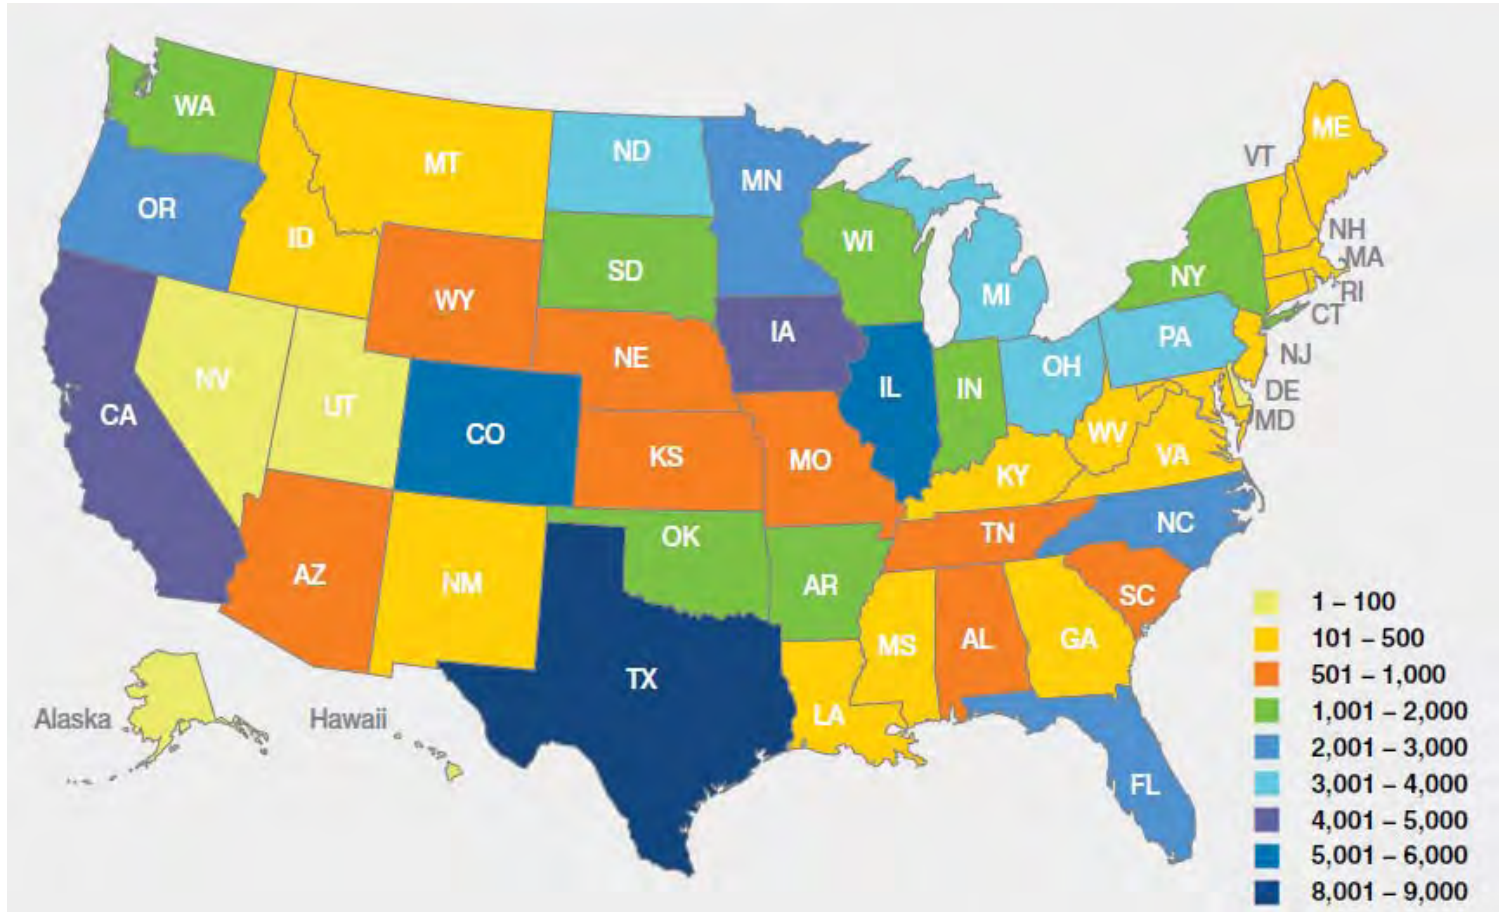 WA
MT
ND
MN
ME
VT
OR
ID
WI
NH
MA
SD
NY
RI
WY
MI
CT
IA
PA
NE
NJ
OH
NV
IL
IN
DE
UT
CA
CO
MD
WV
KS
MO
VA
KY
NC
TN
OK
AZ
NM
AR
SC
MS
AL
GA
TX
LA
FL
Alaska
Hawaii
1 – 100
101 – 500
501 – 1,000
1,001 – 2,000
2,001 – 3,000
3,001 – 4,000
4,001 – 5,000
5,001 – 6,000
8,001 – 9,000